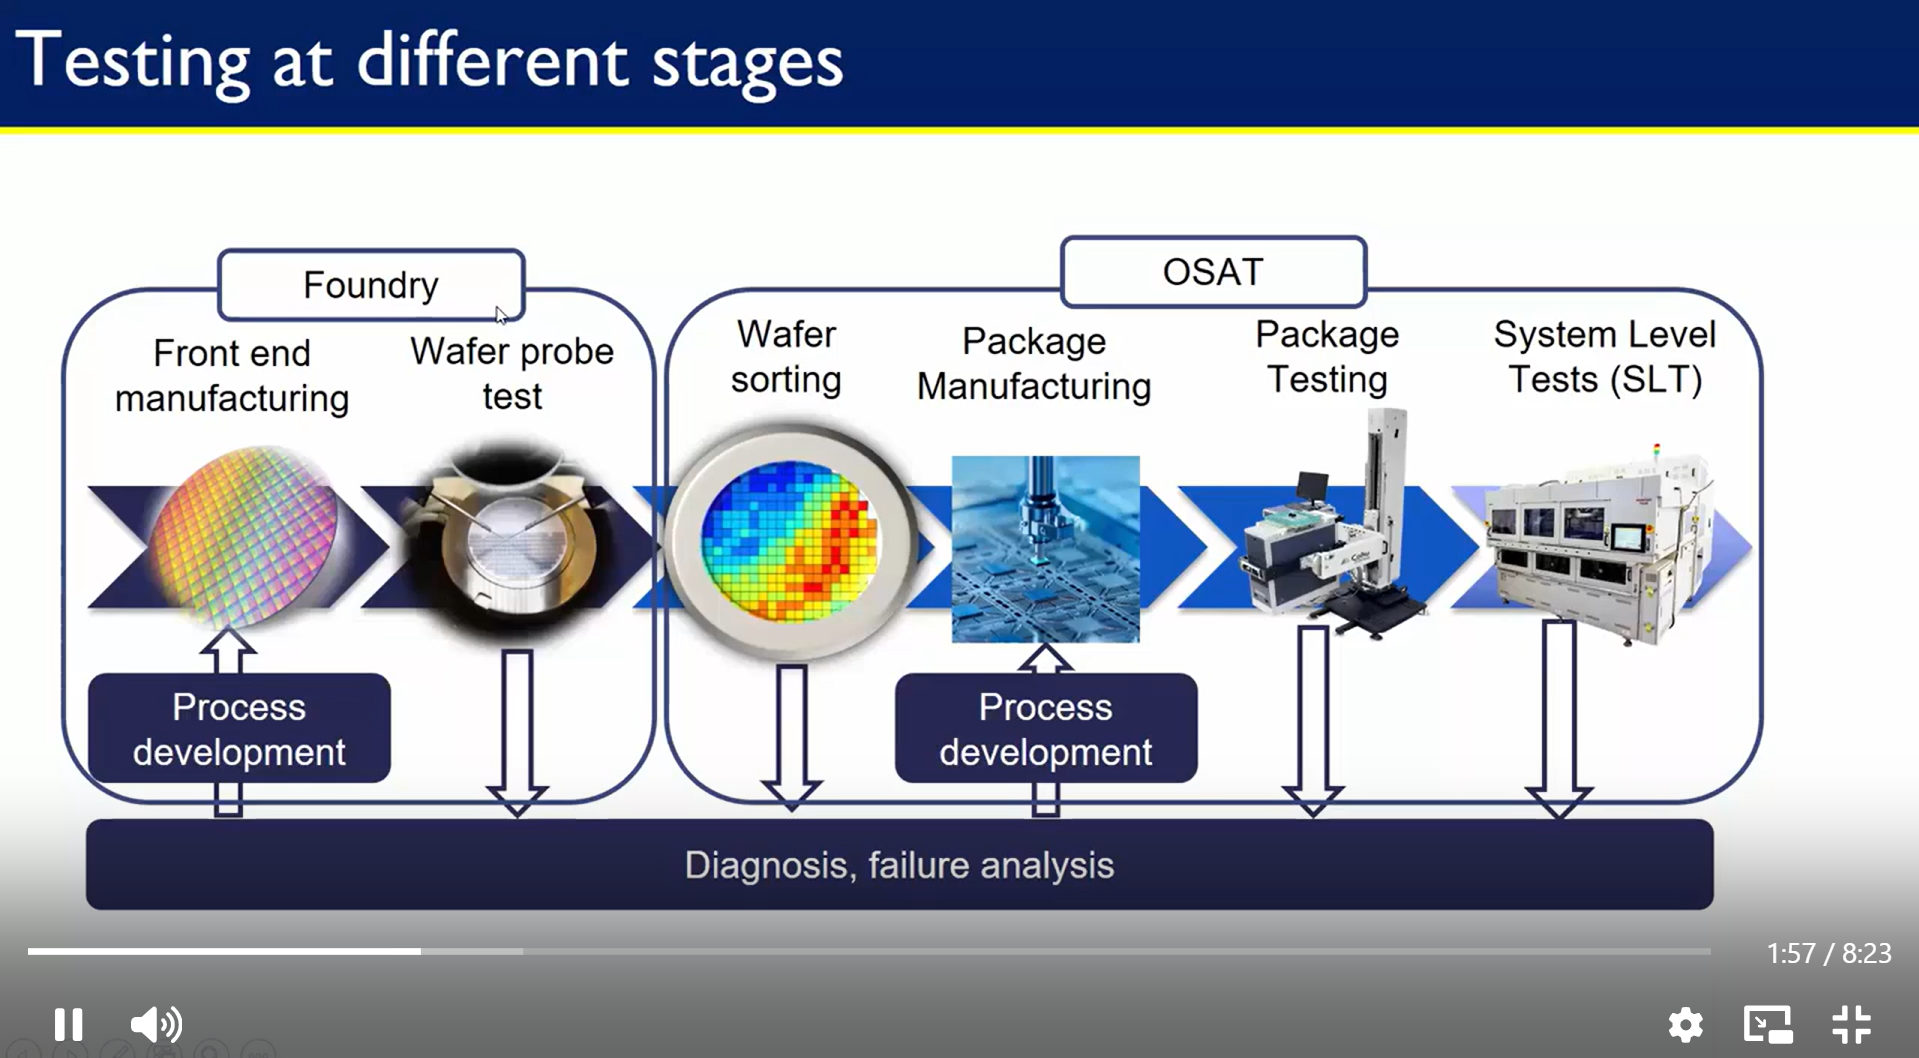 Testing at different stages
Foundry
OSAT
Front end
manufacturing
Wafer probe
test
Wafer
sorting
Package
Manufacturing
Package
Testing
System Level
Tests (SLT)
Process
development
Process
development
Diagnosis, failure analysis
1:57 / 8:23